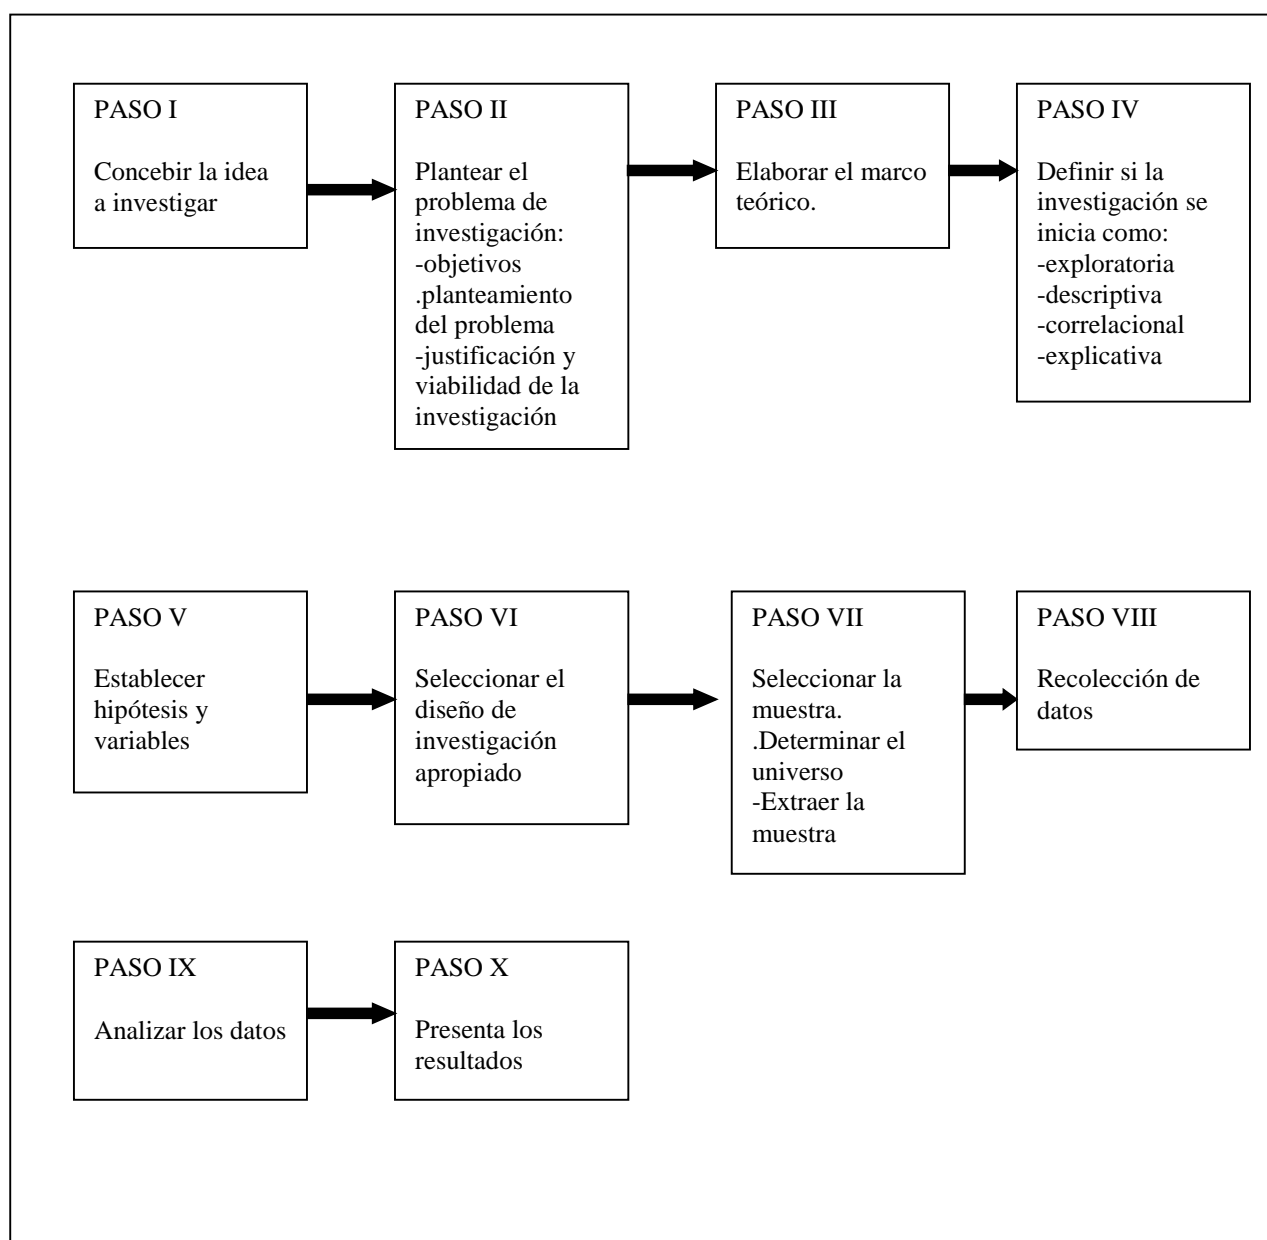 PASO I
Concebir la idea
a investigar
PASO II
Plantear el
problema de
investigación:
-objetivos
.planteamiento
del problema
-justificación y
viabilidad de la
investigación
PASO III
Elaborar el marco
teórico.
PASO IV
Definir si la
investigación se
inicia como:
-exploratoria
-descriptiva
-correlacional
-explicativa
PASO V
Establecer
hipótesis y
variables
PASO VI
Seleccionar el
diseño de
investigación
apropiado
PASO VII
Seleccionar la
muestra.
.Determinar el
universo
-Extraer la
muestra
PASO VIII
Recolección de
datos
PASO IX
Analizar los datos
PASO X
Presenta los
resultados